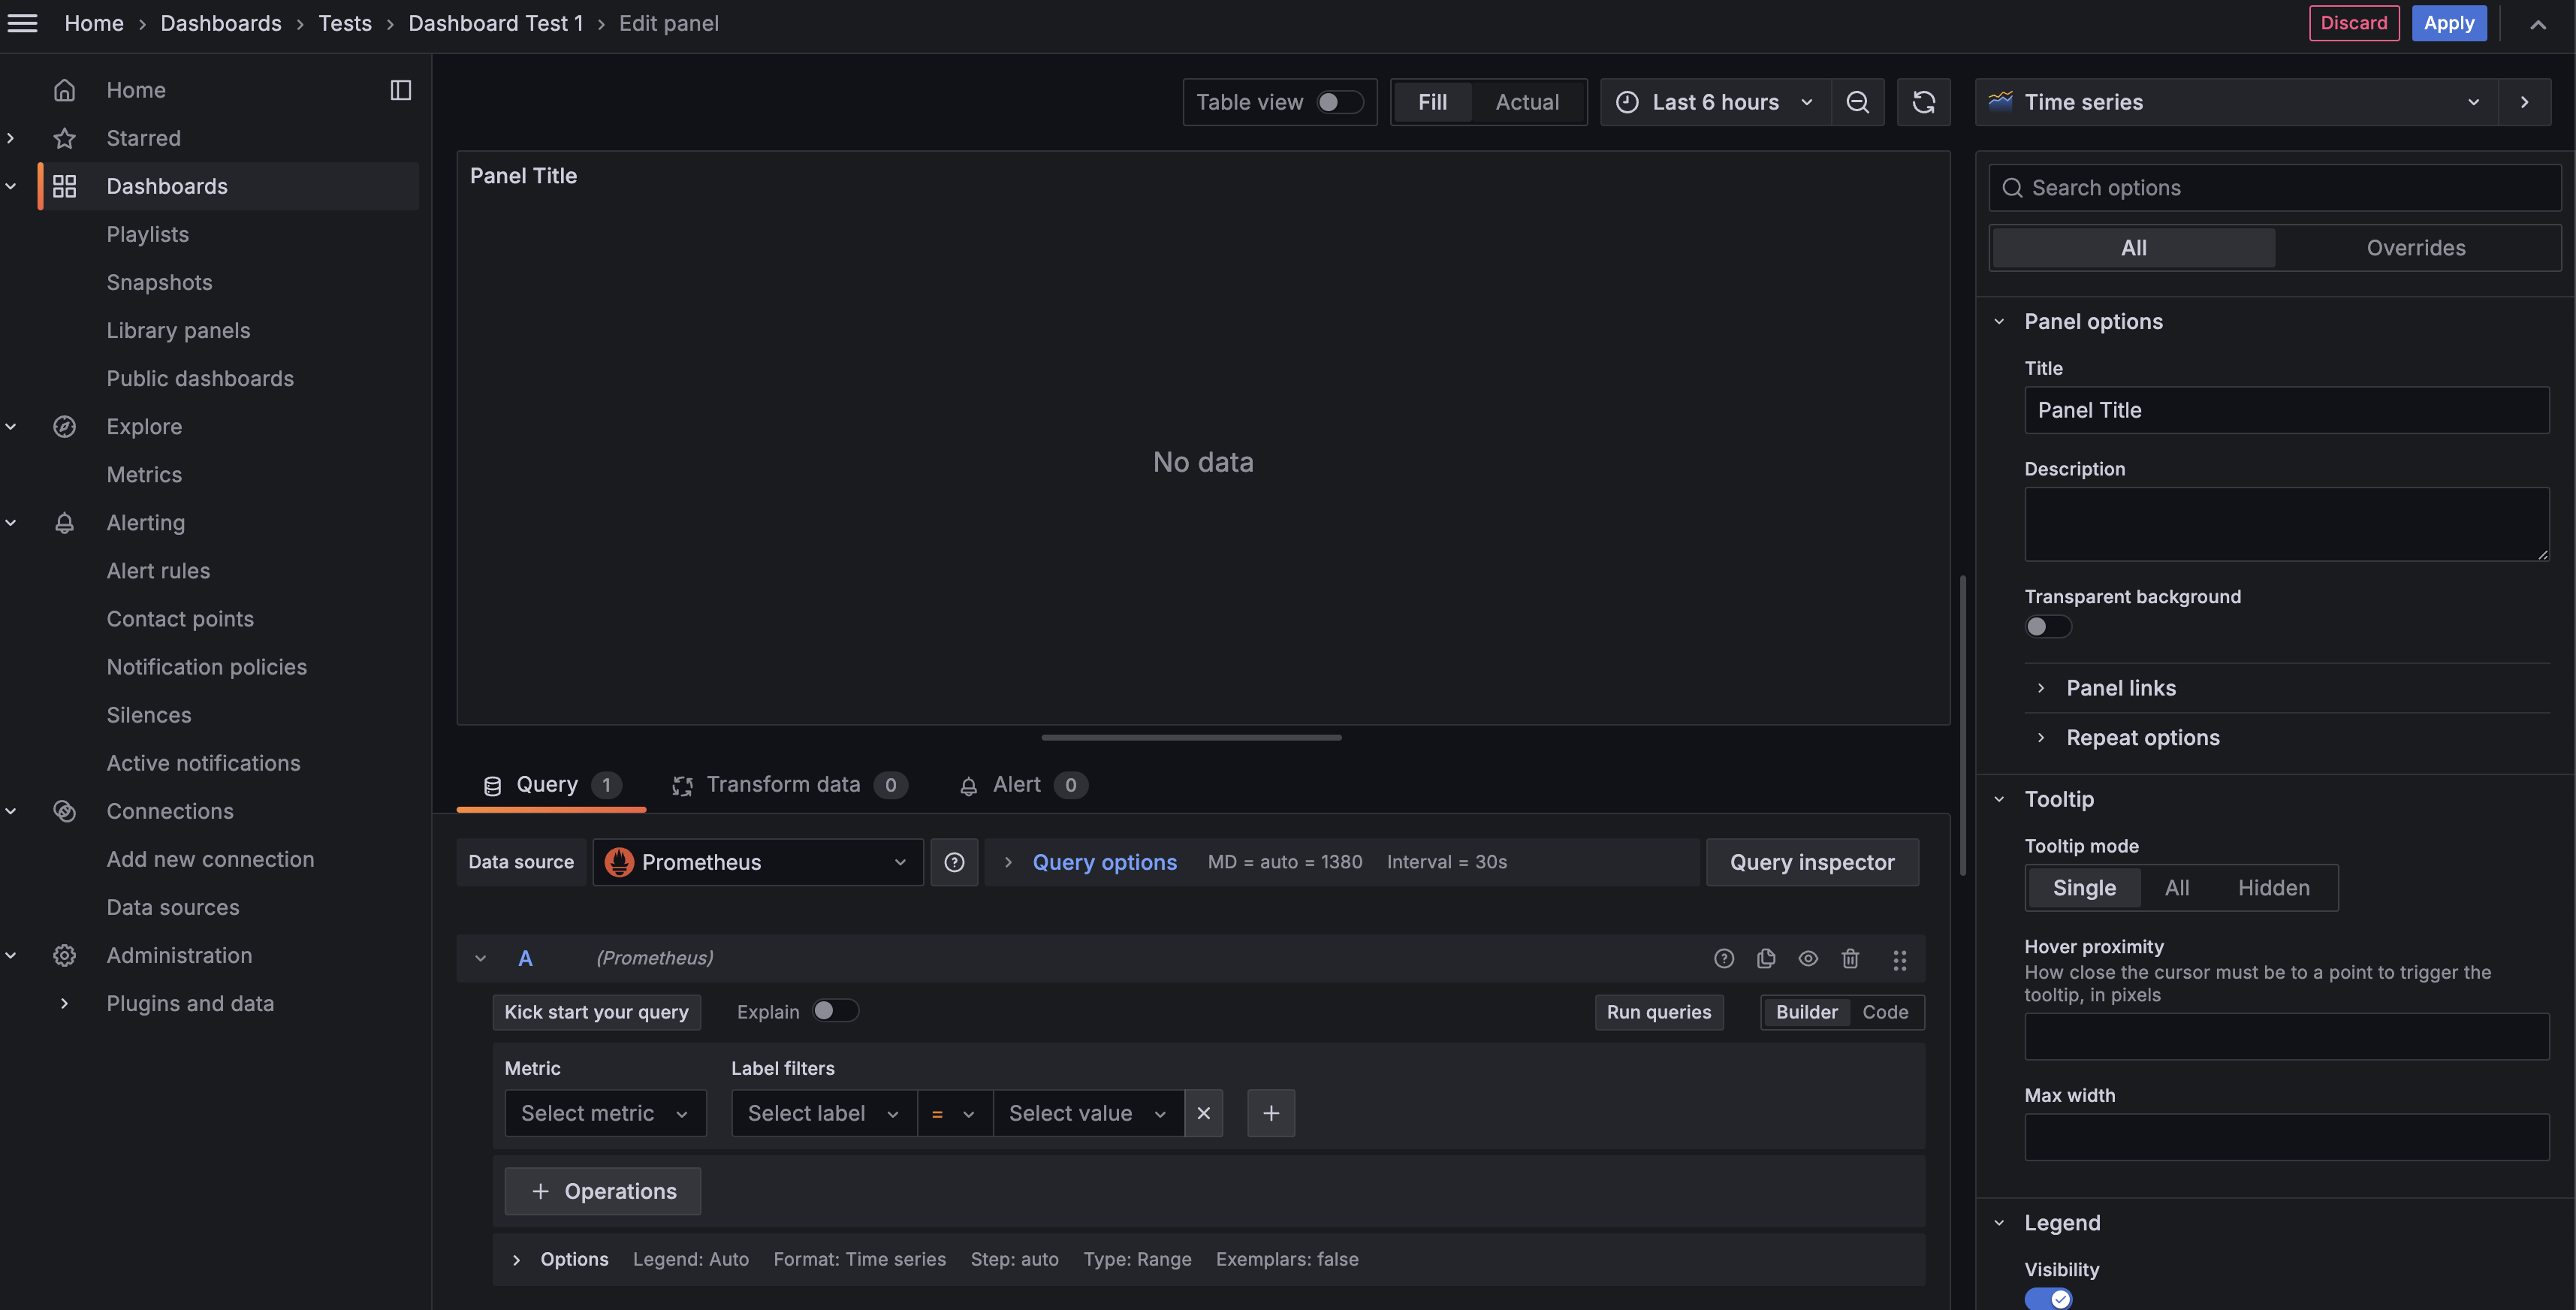 Home > Dashboards > Tests > Dashboard Test 1 > Edit panel
Discard Apply
Home
Starred
Dashboards
Playlists
Snapshots
Library panels
Public dashboards
Explore
Metrics
Alerting
Alert rules
Contact points
Notification policies
Silences
Active notifications
Connections
Add new connection
Data sources
Administration
Plugins and data
Table view Fill Actual Last 6 hours
Panel Title
No data
Query 1 Transform data 0 Alert 0
Data source Prometheus Query options MD = auto = 1380 Interval = 30s Query inspector
A (Prometheus)
Kick start your query Explain Run queries Builder Code
Metric Label filters
Select metric Select label = Select value
+ Operations
Options Legend: Auto Format: Time series Step: auto Type: Range Exemplars: false
Time series
Search options
All Overrides
Panel options
Title
Panel Title
Description
Transparent background
Panel links
Repeat options
Tooltip
Tooltip mode
Single All Hidden
Hover proximity
How close the cursor must be to a point to trigger the
tooltip, in pixels
Max width
Legend
Visibility